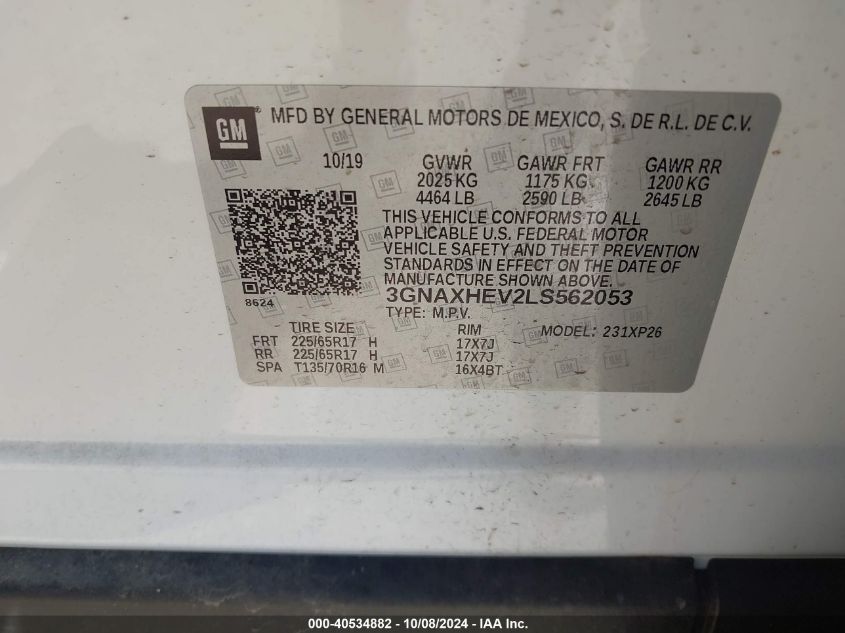 GM
® MFD BY GENERAL MOTORS DE MEXICO, S. DE R.L. DE C.V.
10/19 GVWR GAWR FRT GAWR RR
2025 KG 1175 KG 1200 KG
4464 LB 2590 LB 2645 LB
THIS VEHICLE CONFORMS TO ALL
APPLICABLE U.S. FEDERAL MOTOR
VEHICLE SAFETY AND THEFT PREVENTION
STANDARDS IN EFFECT ON THE DATE OF
MANUFACTURE SHOWN ABOVE.
8624 3GNAXHEV2LS562053
TYPE: M.P.V.
TIRE SIZE RIM MODEL: 231XP26
FRT 225/65R17 H 17X7J
RR 225/65R17 H 17X7J
SPA T135/70R16 M 16X4BT
000-40534882 - 10/08/2024 - IAA Inc.